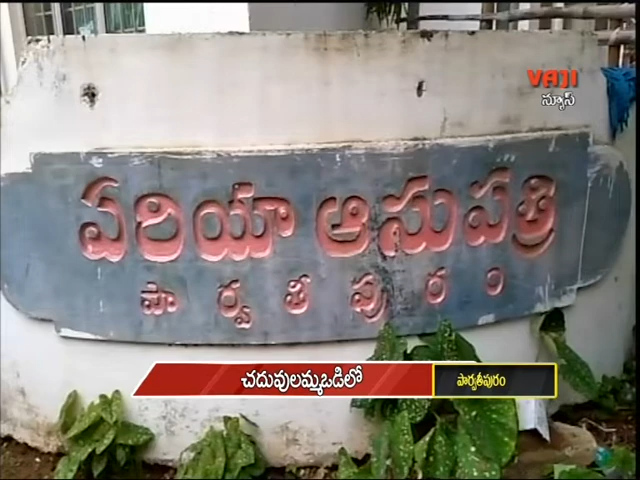 VAJI
న్యూస్
ఏరియా ఆసుపత్రి
పార్వతీపురం
చదువులమ్మఒడిలో
పార్వతీపురం